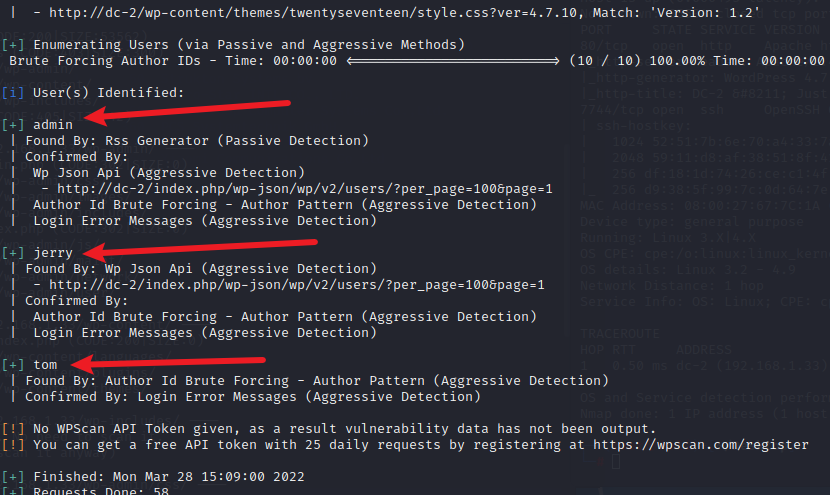 |  - http://dc-2/wp-content/themes/twentyseventeen/style.css?ver=4.7.10, Match: 'Version: 1.2'
[+] Enumerating Users (via Passive and Aggressive Methods)
Brute Forcing Author IDs - Time: 00:00:00 <==================================> (10 / 10) 100.00% Time: 00:00:00
[i] User(s) Identified:
[+] admin
| Found By: Rss Generator (Passive Detection)
| Confirmed By:
|  Wp Json Api (Aggressive Detection)
|   - http://dc-2/index.php/wp-json/wp/v2/users/?per_page=100&page=1
|  Author Id Brute Forcing - Author Pattern (Aggressive Detection)
|  Login Error Messages (Aggressive Detection)
[+] jerry
| Found By: Wp Json Api (Aggressive Detection)
|  - http://dc-2/index.php/wp-json/wp/v2/users/?per_page=100&page=1
| Confirmed By:
|  Author Id Brute Forcing - Author Pattern (Aggressive Detection)
|  Login Error Messages (Aggressive Detection)
[+] tom
| Found By: Author Id Brute Forcing - Author Pattern (Aggressive Detection)
| Confirmed By: Login Error Messages (Aggressive Detection)
[!] No WPScan API Token given, as a result vulnerability data has not been output.
[!] You can get a free API token with 25 daily requests by registering at https://wpscan.com/register
[+] Finished: Mon Mar 28 15:09:00 2022
[+] Requests Done: 58